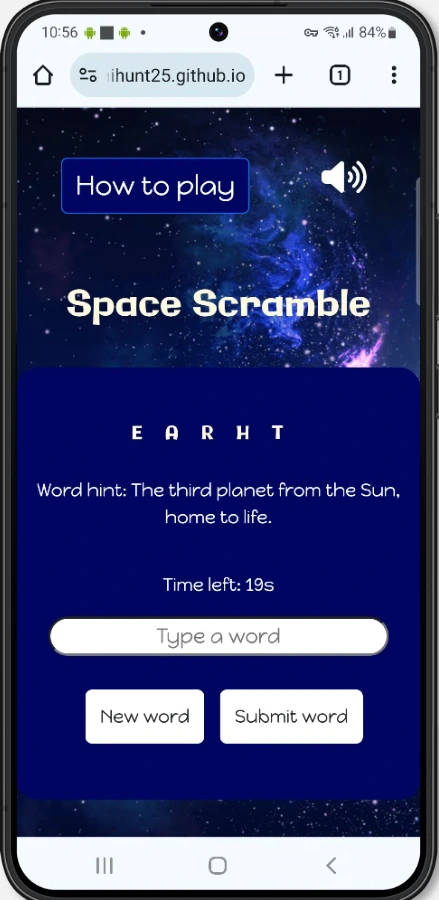 10:56
84%
ihunt25.github.io
1
How to play
Space Scramble
E A R H T
Word hint: The third planet from the Sun,
home to life.
Time left: 19s
Type a word
New word
Submit word